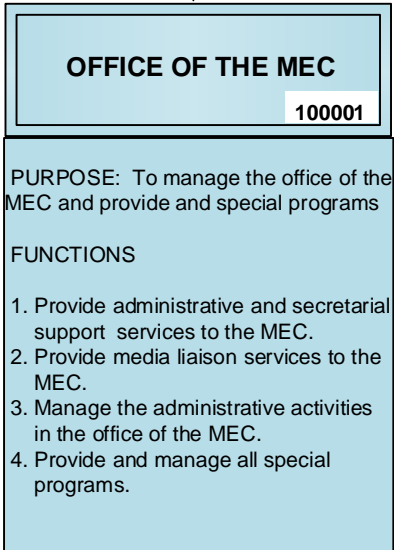 OFFICE OF THE MEC
100001
PURPOSE: To manage the office of the
MEC and provide and special programs
FUNCTIONS
1. Provide administrative and secretarial
support services to the MEC.
2. Provide media liaison services to the
MEC.
3. Manage the administrative activities
in the office of the MEC.
4. Provide and manage all special
programs.